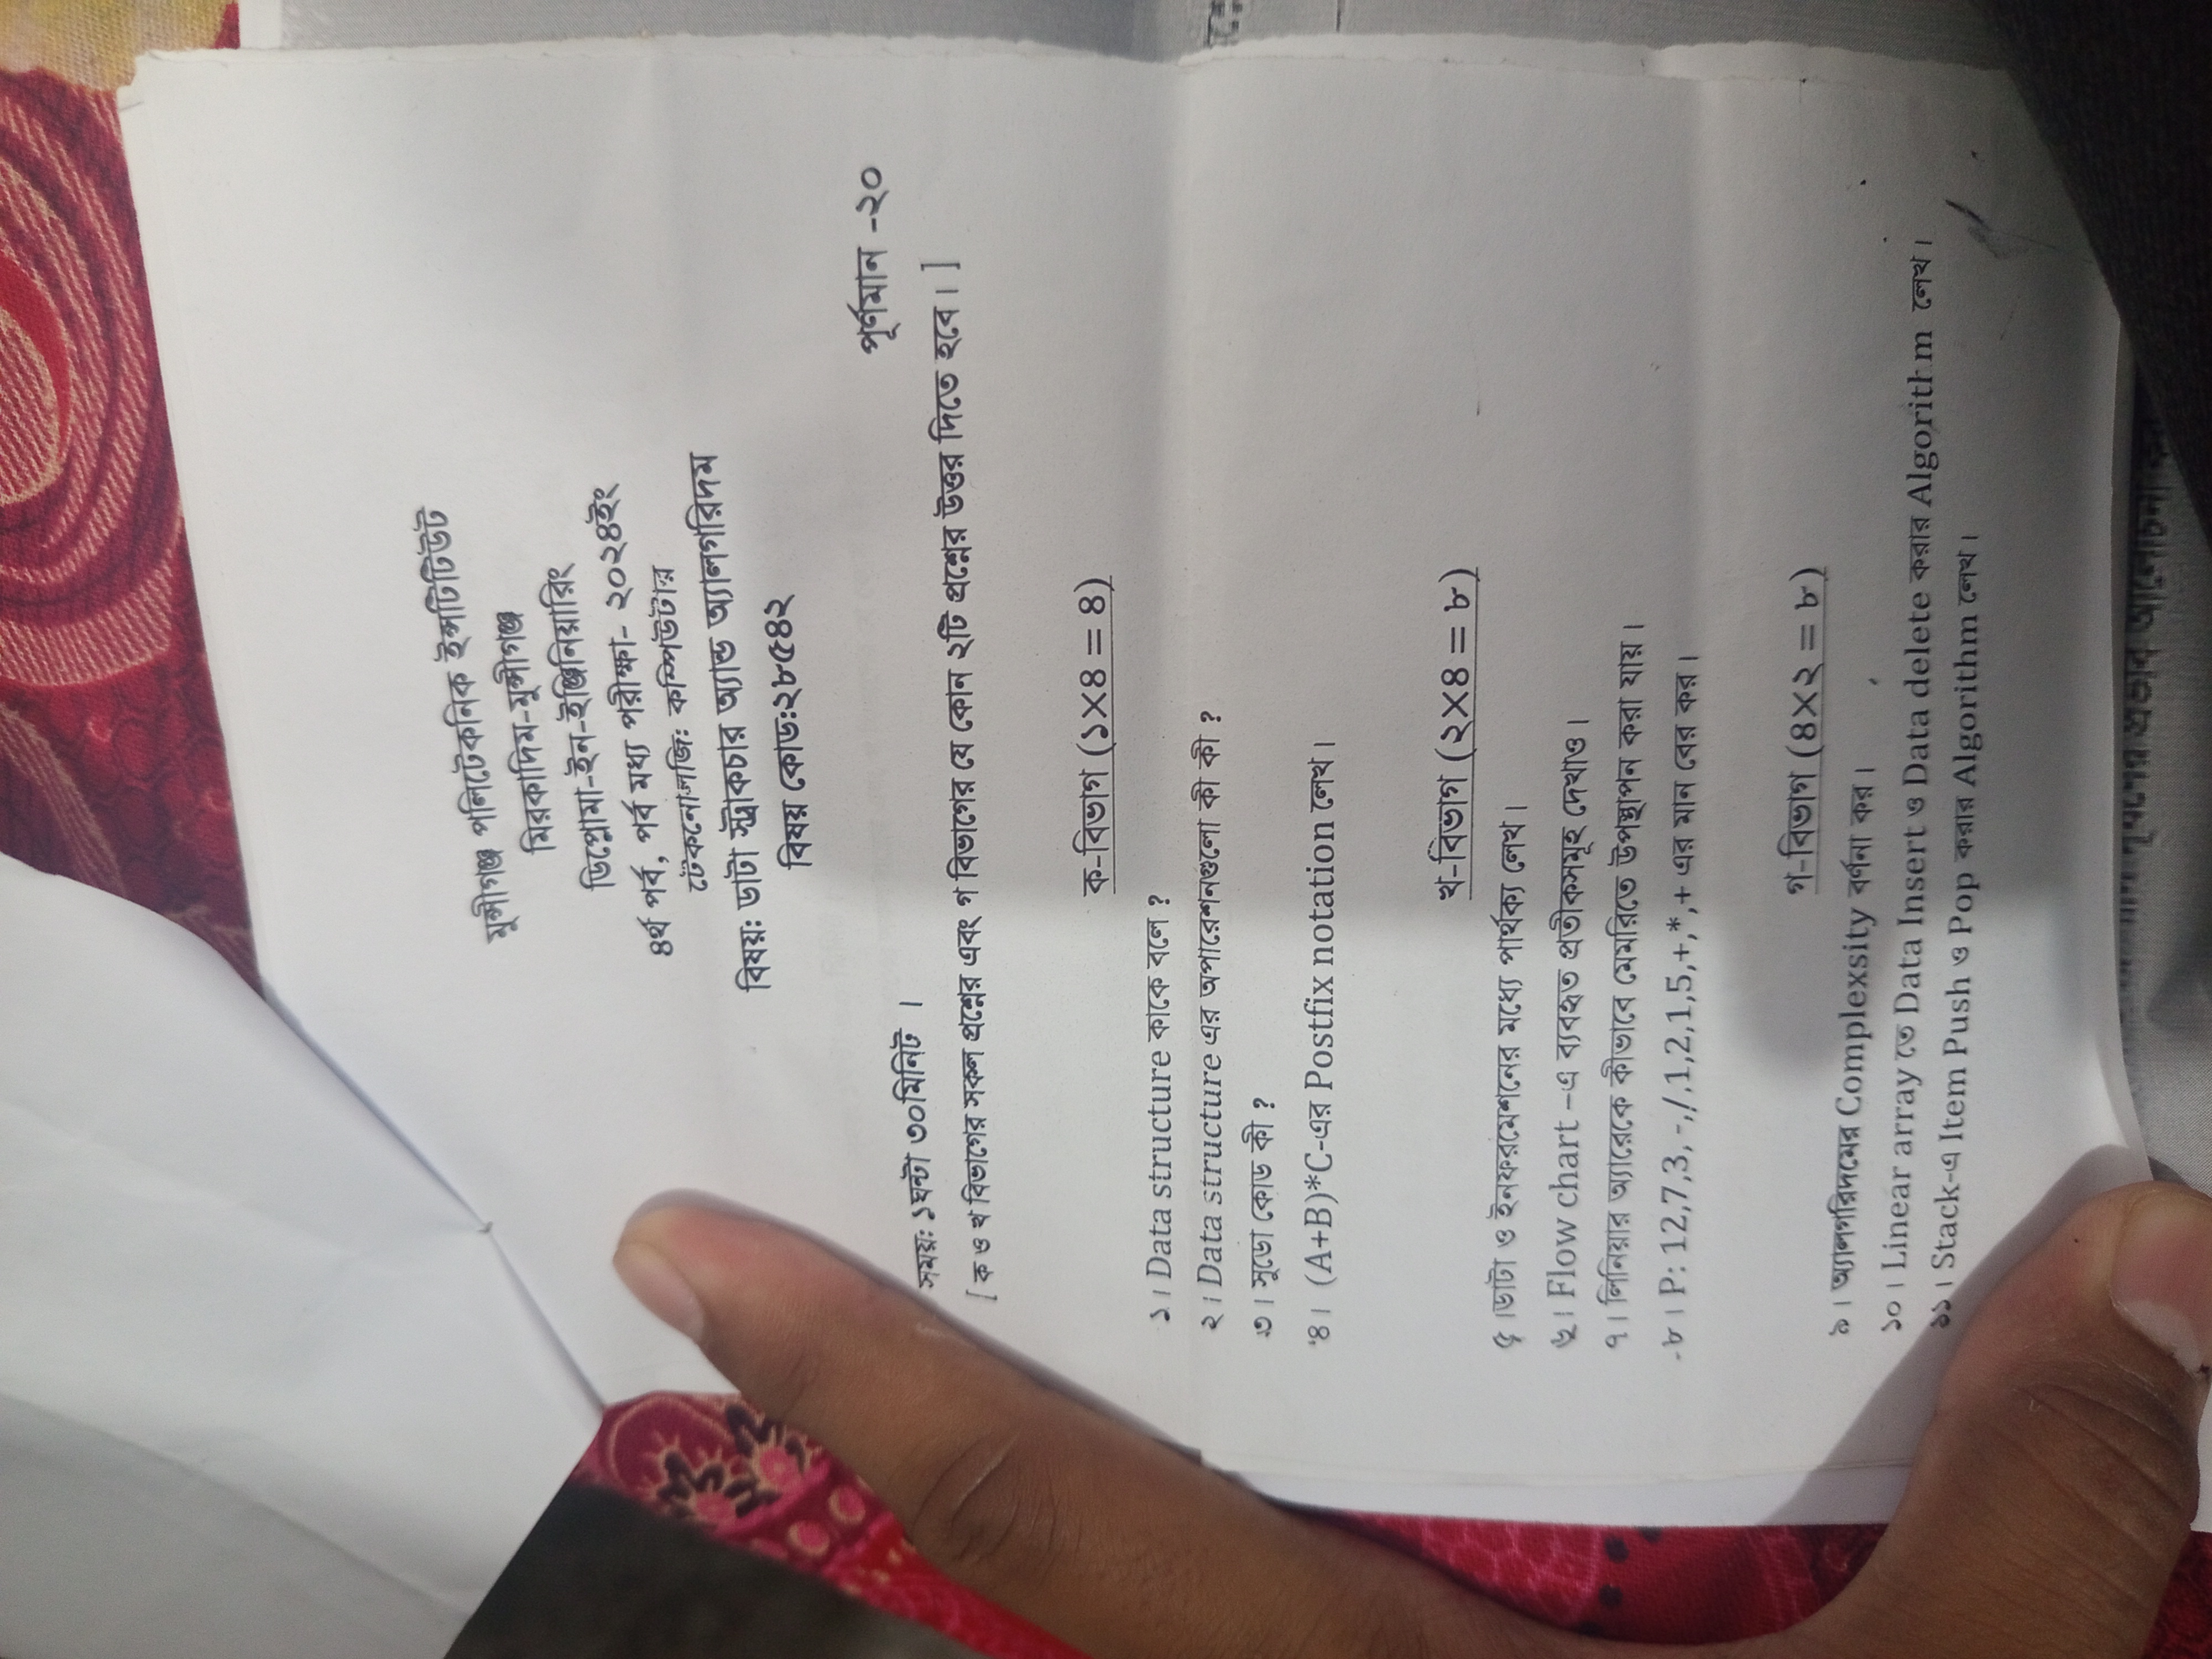 মুন্সীগঞ্জ পলিটেকনিক ইন্সটিটিউট
মিরকাদিম-মুন্সীগঞ্জ
ডিপ্লোমা-ইন-ইঞ্জিনিয়ারিং
৪র্থ পর্ব, পর্ব মধ্য পরীক্ষা- ২০২৪ইং
টেকনোলজি: কম্পিউটার
বিষয়: ডাটা স্ট্রাকচার অ্যান্ড অ্যালগরিদম
বিষয় কোড:২৮৫৪২
সময়: ১ঘন্টা ৩০মিনিট । পূর্ণমান -২০
[ ক ও খ বিভাগের সকল প্রশ্নের এবং গ বিভাগের যে কোন ২টি প্রশ্নের উত্তর দিতে হবে। ]
ক-বিভাগ (১×৪ = ৪)
১। Data structure কাকে বলে ?
২। Data structure এর অপারেশনগুলো কী কী ?
৩। সুডো কোড কী ?
৪। (A+B)*C-এর Postfix notation লেখ।
খ-বিভাগ (২×৪ = ৮)
৫ ।ডাটা ও ইনফরমেশনের মধ্যে পার্থক্য লেখ।
৬। Flow chart –এ ব্যবহৃত প্রতীকসমূহ দেখাও।
৭। লিনিয়ার অ্যারেকে কীভাবে মেমরিতে উপস্থাপন করা যায়।
৮। P: 12,7,3, -,/,1,2,1,5,+,*,+ এর মান বের কর।
গ-বিভাগ (৪×২ = ৮)
৯। অ্যালগরিদমের Complexsity বর্ণনা কর।
১০। Linear array তে Data Insert ও Data delete করার Algorithm লেখ।
১১। Stack-এ Item Push ও Pop করার Algorithm লেখ।